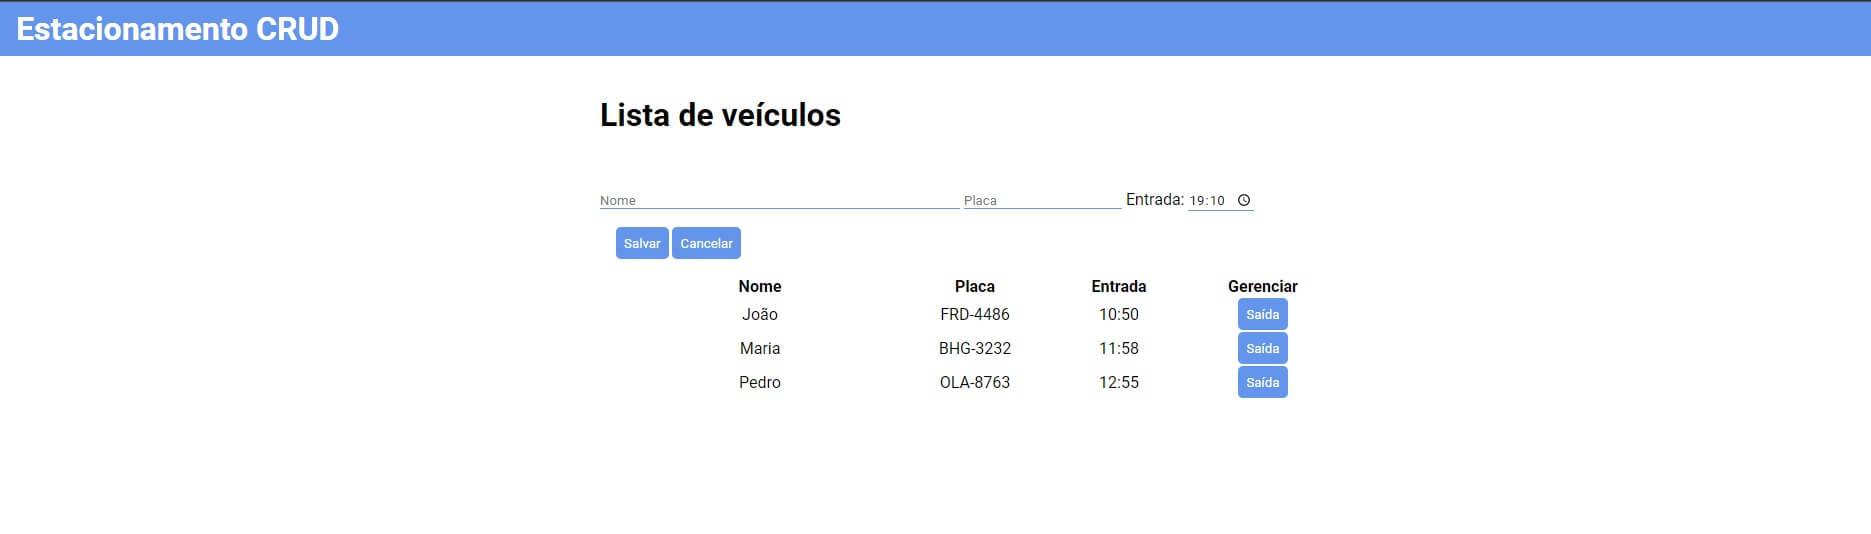 Estacionamento CRUD
Lista de veículos
Nome Placa Entrada: 19:10
Salvar Cancelar
Nome Placa Entrada Gerenciar
João FRD-4486 10:50 Saída
Maria BHG-3232 11:58 Saída
Pedro OLA-8763 12:55 Saída